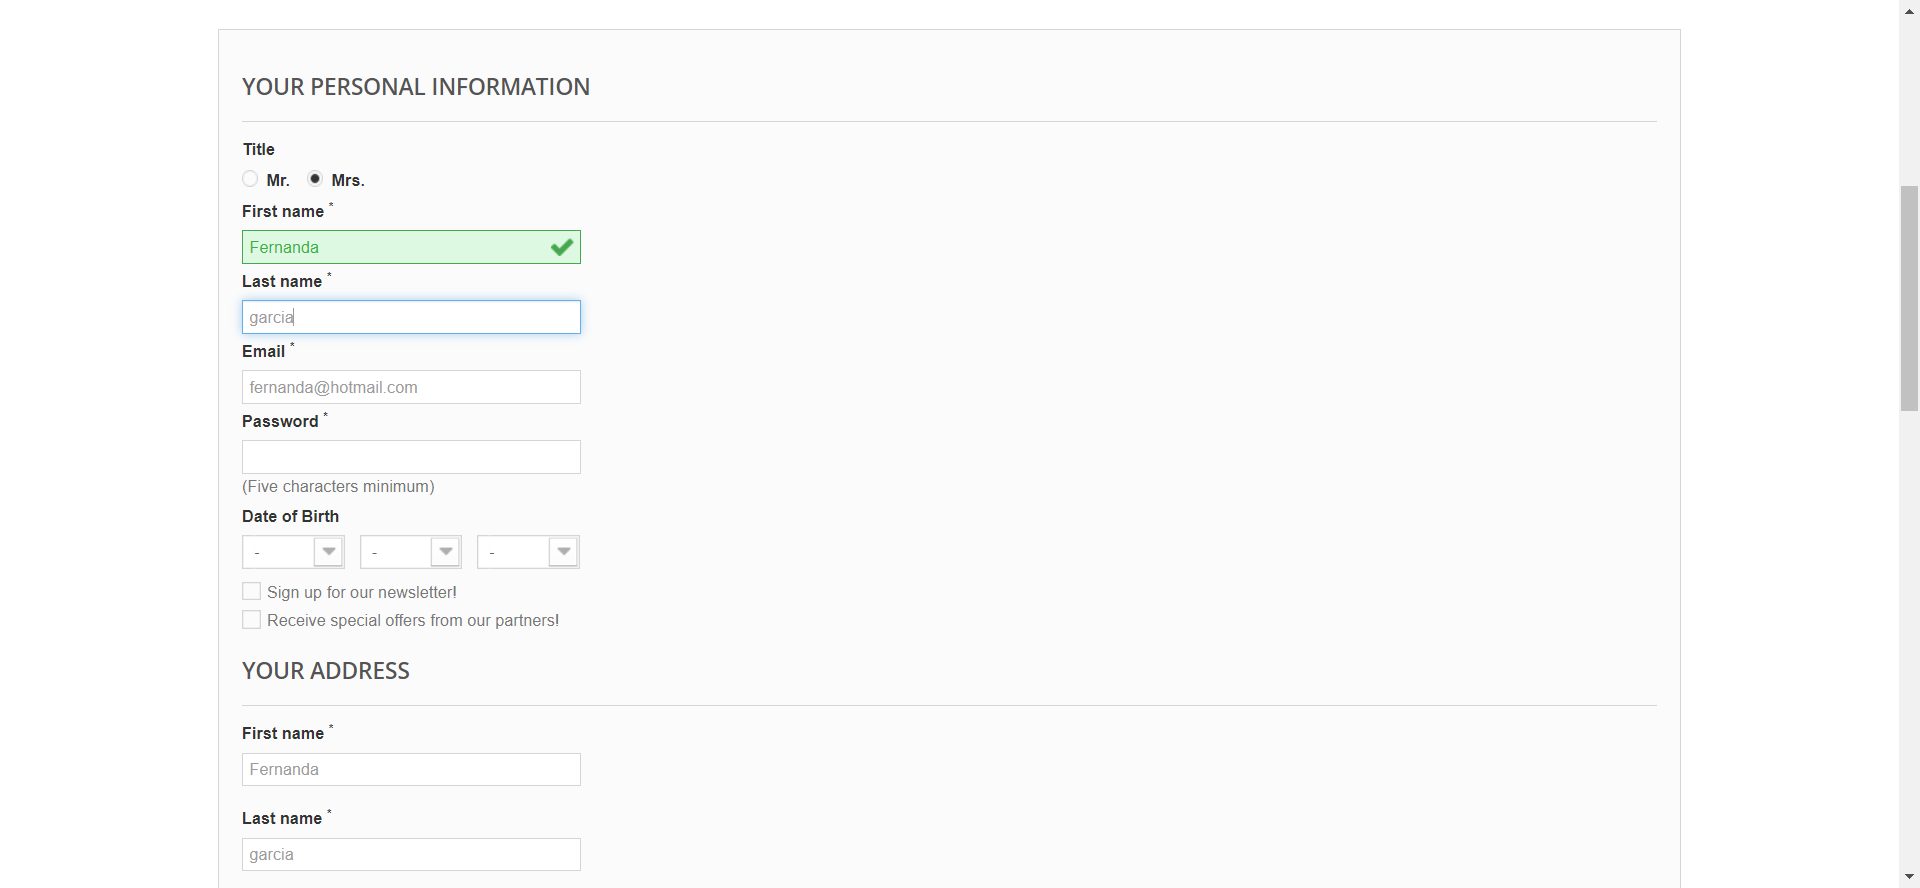 YOUR PERSONAL INFORMATION
Title
Mr. Mrs.
First name *
Fernanda
Last name *
garcia
Email *
fernanda@hotmail.com
Password *
(Five characters minimum)
Date of Birth
- - -
Sign up for our newsletter!
Receive special offers from our partners!
YOUR ADDRESS
First name *
Fernanda
Last name *
garcia